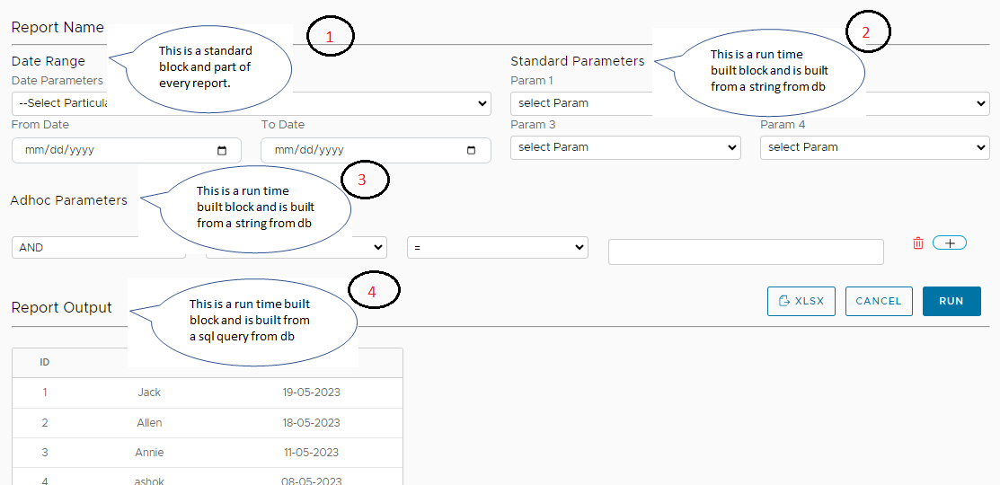 Report Name
1
2
This is a standard
block and part of
every report.
This is a run time
built block and is built
from a string from db
Date Range
Standard Parameters
Date Parameters
Param 1
--Select
select Param
From Date
To Date
Param 3
Param 4
mm/dd/yyyy
mm/dd/yyyy
select Param
select Param
3
This is a run time
built block and is built
from a string from db
Adhoc Parameters
AND
=
+
4
This is a run time built
block and is built from
a sql query from db
Report Output
XLSX
CANCEL
RUN
ID
1 Jack 19-05-2023
2 Allen 18-05-2023
3 Annie 11-05-2023
4 ashok 08-05-2023